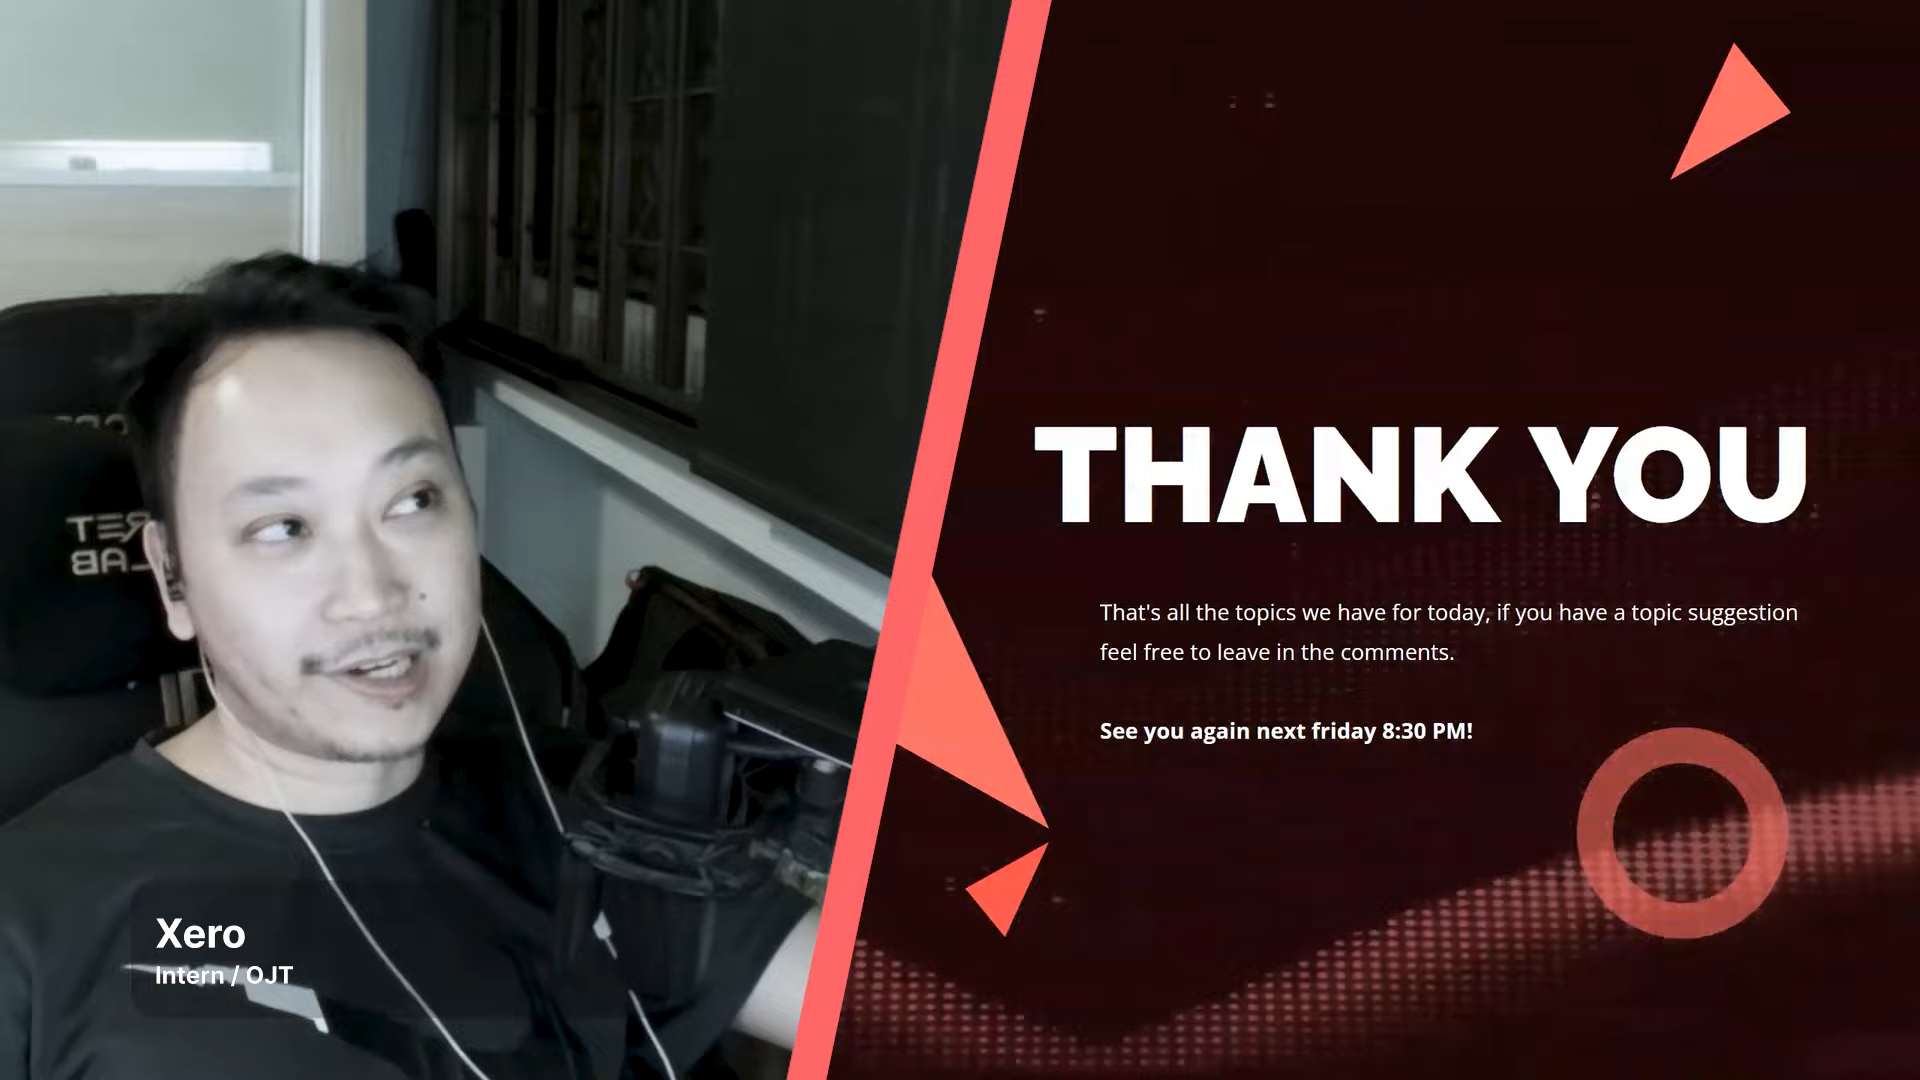 Xero
Intern / OJT
THANK YOU
That's all the topics we have for today, if you have a topic suggestion
feel free to leave in the comments.
See you again next friday 8:30 PM!